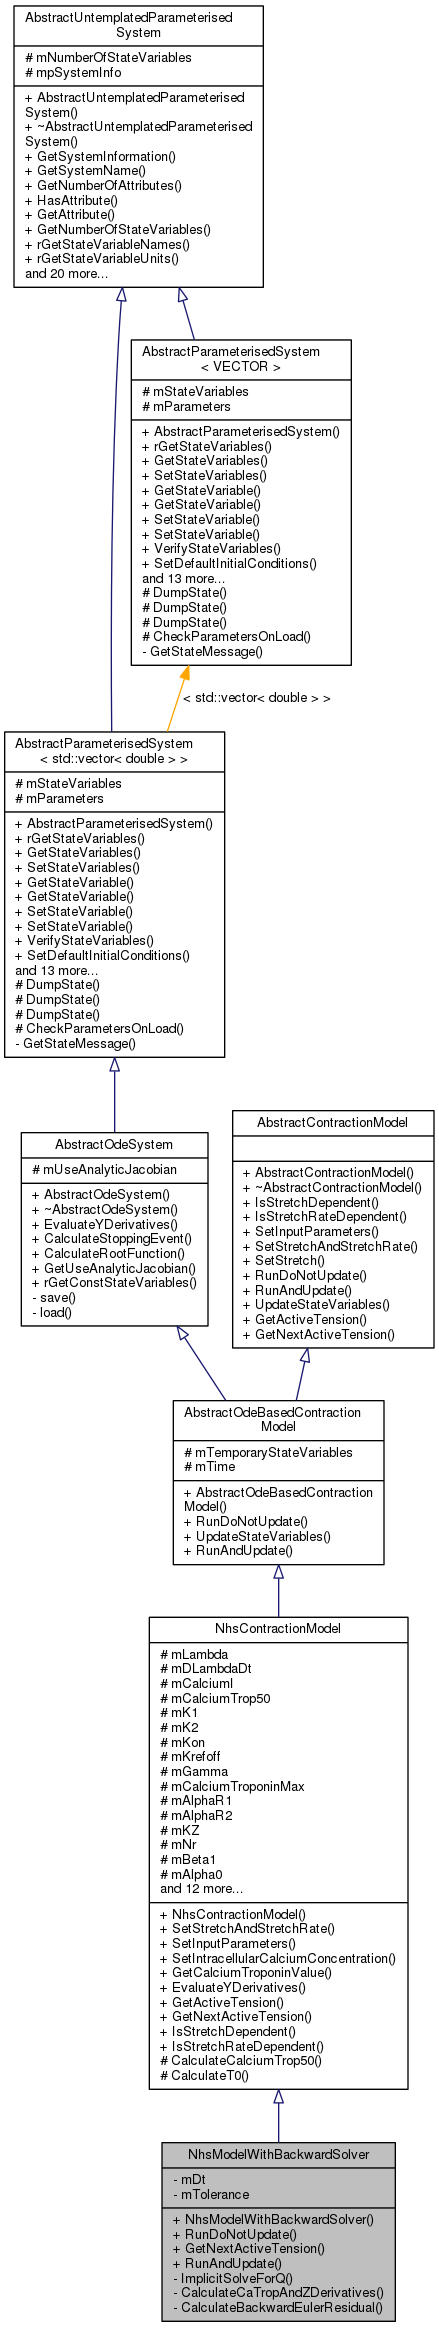 AbstractUntemplatedParameterised
System
# mNumberOfStateVariables
# mpSystemInfo
+ AbstractUntemplatedParameterised
System()
+ ~AbstractUntemplatedParameterised
System()
+ GetSystemInformation()
+ GetSystemName()
+ GetNumberOfAttributes()
+ HasAttribute()
+ GetAttribute()
+ GetNumberOfStateVariables()
+ rGetStateVariableNames()
+ rGetStateVariableUnits()
and 20 more...
AbstractParameterisedSystem
< VECTOR >
# mStateVariables
# mParameters
+ AbstractParameterisedSystem()
+ rGetStateVariables()
+ GetStateVariables()
+ SetStateVariables()
+ GetStateVariable()
+ GetStateVariable()
+ SetStateVariable()
+ SetStateVariable()
+ VerifyStateVariables()
+ SetDefaultInitialConditions()
and 13 more...
# DumpState()
# DumpState()
# DumpState()
# CheckParametersOnLoad()
- GetStateMessage()
< std::vector< double > >
AbstractParameterisedSystem
< std::vector< double > >
# mStateVariables
# mParameters
+ AbstractParameterisedSystem()
+ rGetStateVariables()
+ GetStateVariables()
+ SetStateVariables()
+ GetStateVariable()
+ GetStateVariable()
+ SetStateVariable()
+ SetStateVariable()
+ VerifyStateVariables()
+ SetDefaultInitialConditions()
and 13 more...
# DumpState()
# DumpState()
# DumpState()
# CheckParametersOnLoad()
- GetStateMessage()
AbstractOdeSystem
# mUseAnalyticJacobian
+ AbstractOdeSystem()
+ ~AbstractOdeSystem()
+ EvaluateYDerivatives()
+ CalculateStoppingEvent()
+ CalculateRootFunction()
+ GetUseAnalyticJacobian()
+ rGetConstStateVariables()
- save()
- load()
AbstractContractionModel
+ AbstractContractionModel()
+ ~AbstractContractionModel()
+ IsStretchDependent()
+ IsStretchRateDependent()
+ SetInputParameters()
+ SetStretchAndStretchRate()
+ SetStretch()
+ RunDoNotUpdate()
+ RunAndUpdate()
+ UpdateStateVariables()
+ GetActiveTension()
+ GetNextActiveTension()
AbstractOdeBasedContraction
Model
# mTemporaryStateVariables
# mTime
+ AbstractOdeBasedContraction
Model()
+ RunDoNotUpdate()
+ UpdateStateVariables()
+ RunAndUpdate()
NhsContractionModel
# mLambda
# mDLambdaDt
# mCalciumI
# mCalciumTrop50
# mK1
# mK2
# mKon
# mKrefoff
# mGamma
# mCalciumTroponinMax
# mAlphaR1
# mAlphaR2
# mKZ
# mNr
# mBeta1
# mAlpha0
and 12 more...
+ NhsContractionModel()
+ SetStretchAndStretchRate()
+ SetInputParameters()
+ SetIntracellularCalciumConcentration()
+ GetCalciumTroponinValue()
+ EvaluateYDerivatives()
+ GetActiveTension()
+ GetNextActiveTension()
+ IsStretchDependent()
+ IsStretchRateDependent()
# CalculateCalciumTrop50()
# CalculateT0()
NhsModelWithBackwardSolver
- mDt
- mTolerance
+ NhsModelWithBackwardSolver()
+ RunDoNotUpdate()
+ GetNextActiveTension()
+ RunAndUpdate()
- ImplicitSolveForQ()
- CalculateCaTropAndZDerivatives()
- CalculateBackwardEulerResidual()